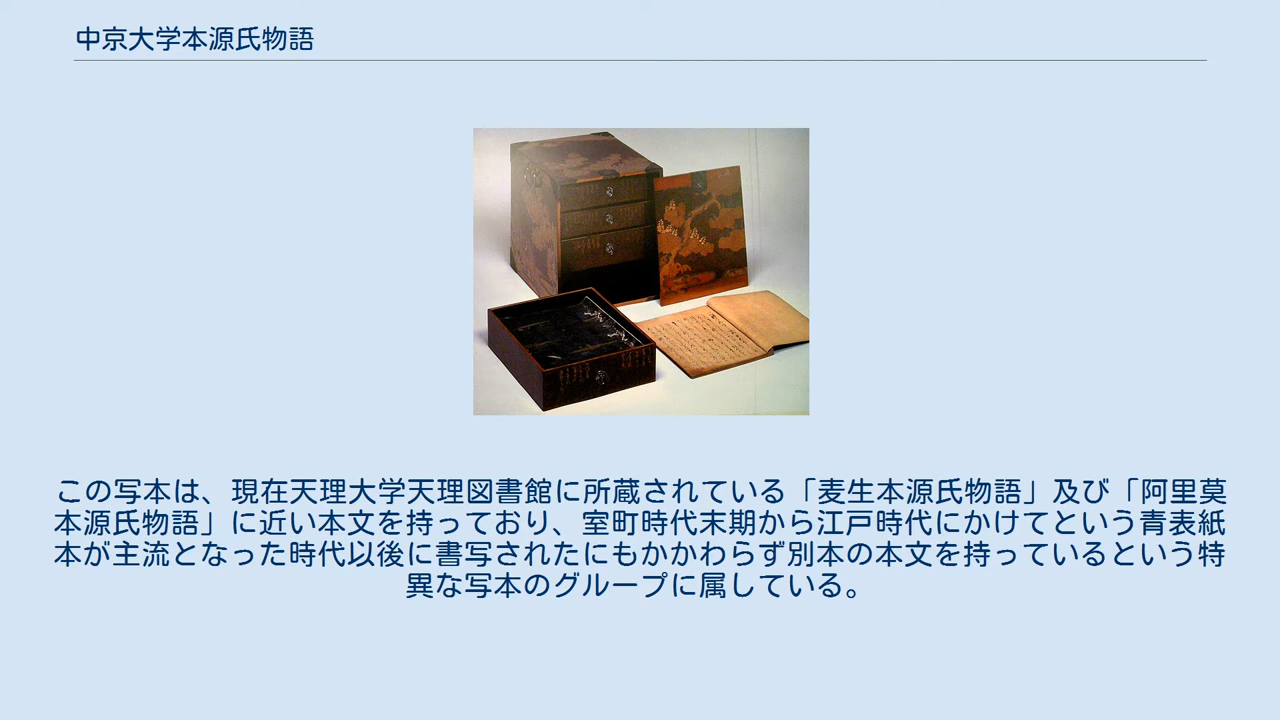 中京大学本源氏物語
この写本は、現在天理大学天理図書館に所蔵されている「麦生本源氏物語」及び「阿里莫
本源氏物語」に近い本文を持っており、室町時代末期から江戸時代にかけてという青表紙
本が主流となった時代以後に書写されたにもかかわらず別本の本文を持っているという特
異な写本のグループに属している。